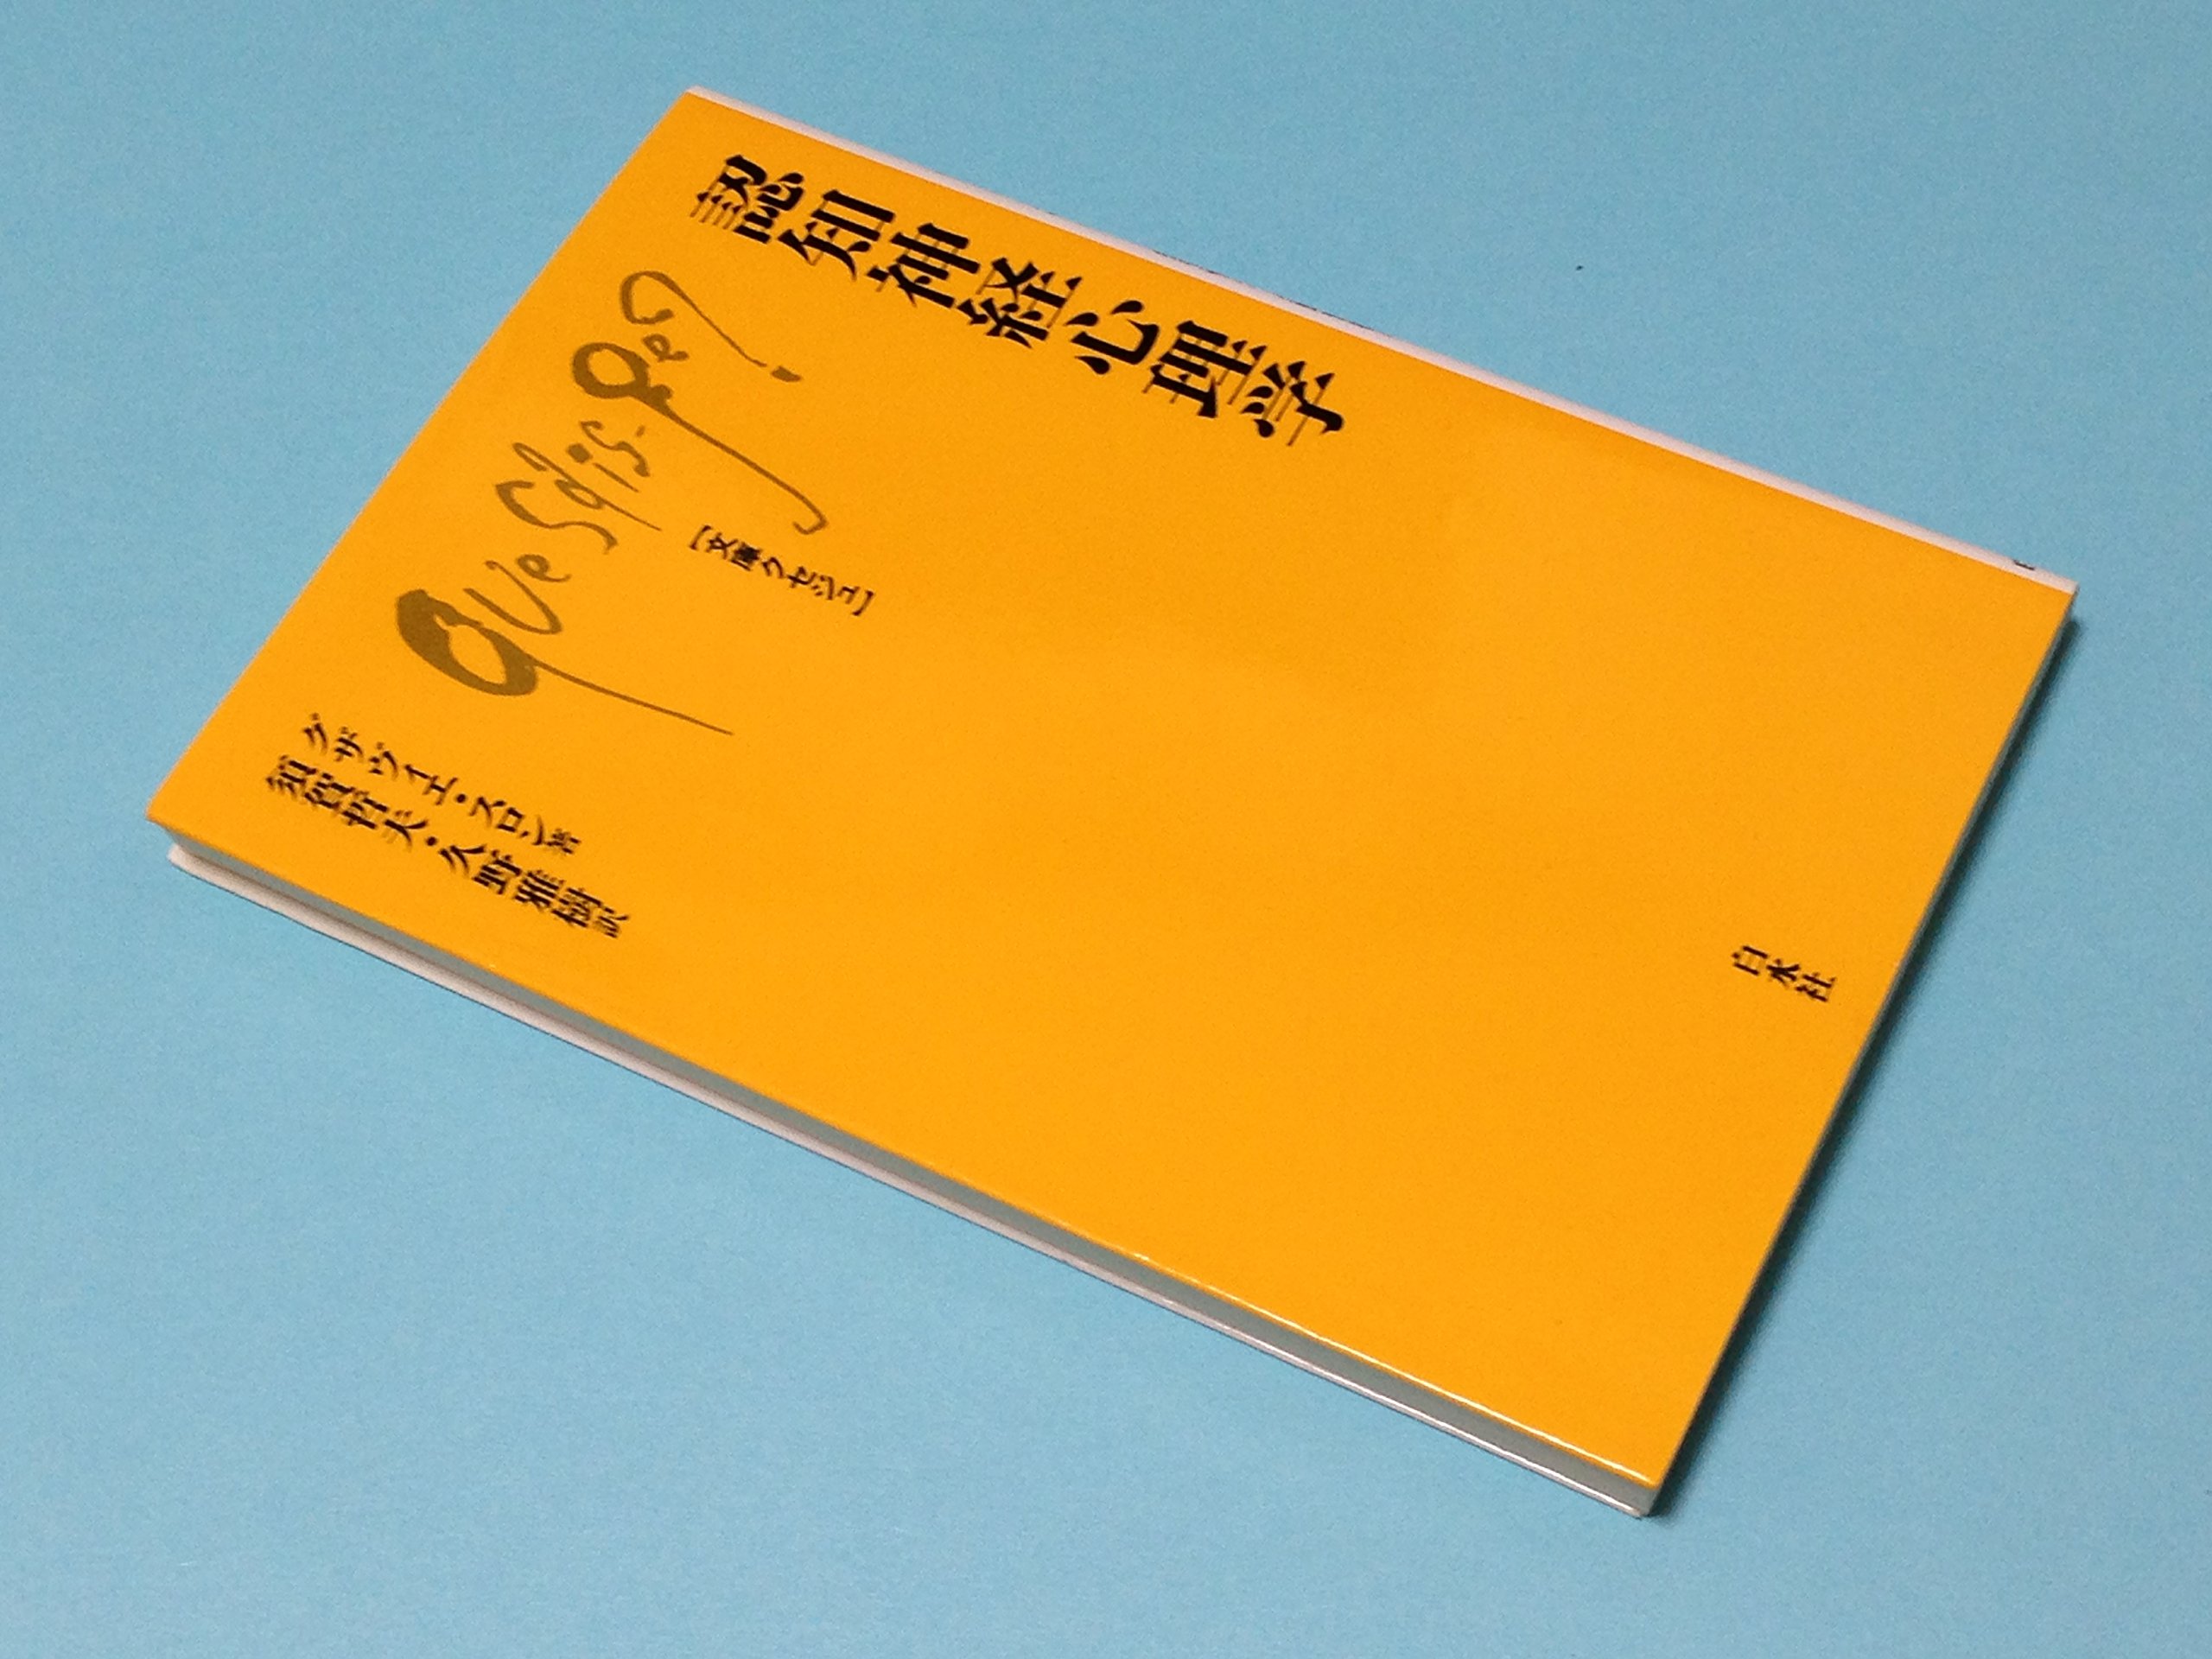 認知神経心理学
Que Sais-je?
【文庫クセジュ】
グザヴィエ・スロン著
須賀哲夫・久野雅樹訳
白水社